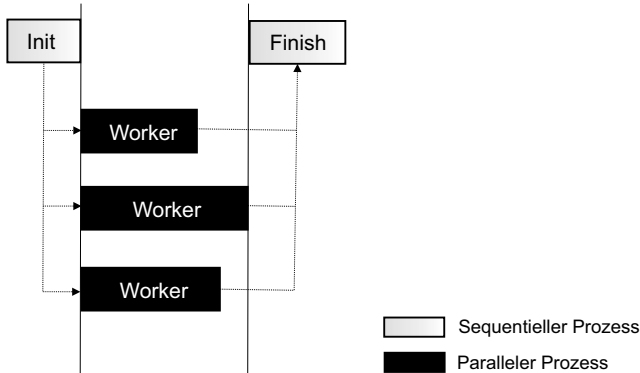 Init
Finish
Worker
Worker
Worker
Sequentieller Prozess
Paralleler Prozess